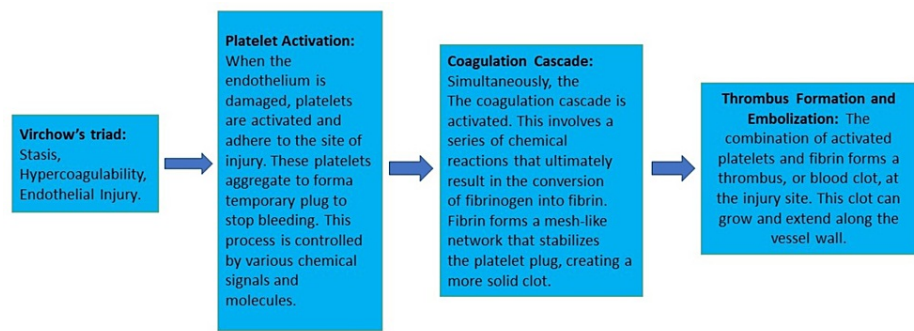 Virchow's triad:
Stasis,
Hypercoagulability,
Endothelial Injury.
Platelet Activation:
When the
endothelium is
damaged, platelets
are activated and
adhere to the site of
injury. These platelets
aggregate to forma
temporary plug to
stop bleeding. This
process is controlled
by various chemical
signals and
molecules.
Coagulation Cascade:
Simultaneously, the
The coagulation cascade is
activated. This involves a
series of chemical
reactions that ultimately
result in the conversion
of fibrinogen into fibrin.
Fibrin forms a mesh-like
network that stabilizes
the platelet plug, creating a
more solid clot.
Thrombus Formation and
Embolization: The
combination of activated
platelets and fibrin forms a
thrombus, or blood clot, at
the injury site. This clot can
grow and extend along the
vessel wall.